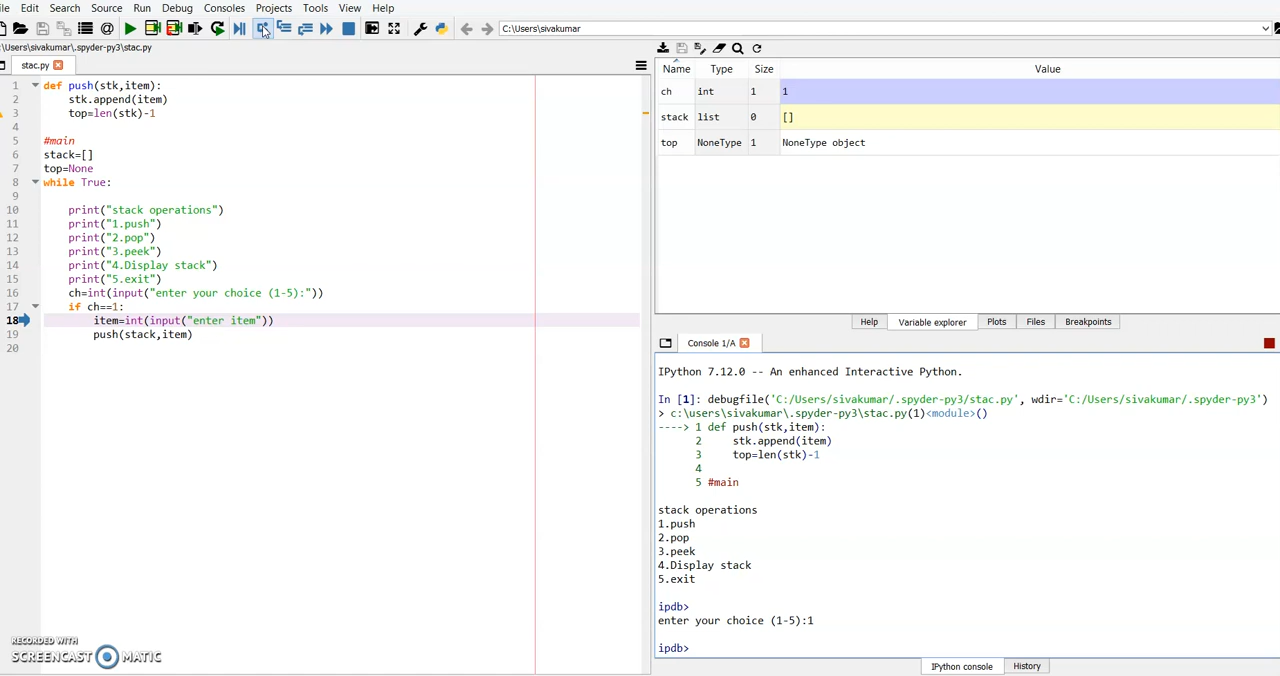 ile Edit Search Source Run Debug Consoles Projects Tools View Help
C:\Users\sivakumar
:\Users\sivakumar\.spyder-py3\stac.py
stac.py
1 def push(stk,item):
2 stk.append(item)
3 top=len(stk)-1
4
5 #main
6 stack=[]
7 top=None
8 while True:
9
10 print("stack operations")
11 print("1.push")
12 print("2.pop")
13 print("3.peek")
14 print("4.Display stack")
15 print("5.exit")
16 ch=int(input("enter your choice (1-5):"))
17 if ch==1:
18 item=int(input("enter item"))
19 push(stack,item)
20
RECORDED WITH
SCREENCAST MATIC
Name Type Size Value
ch int 1 1
stack list 0 []
top NoneType 1 NoneType object
Help Variable explorer Plots Files Breakpoints
Console 1/A
IPython 7.12.0 -- An enhanced Interactive Python.
In [1]: debugfile('C:/Users/sivakumar/.spyder-py3/stac.py', wdir='C:/Users/sivakumar/.spyder-py3')
> c:\users\sivakumar\.spyder-py3\stac.py(1)<module>()
----> 1 def push(stk,item):
2 stk.append(item)
3 top=len(stk)-1
4
5 #main
stack operations
1.push
2.pop
3.peek
4.Display stack
5.exit
ipdb>
enter your choice (1-5):1
ipdb>
IPython console History